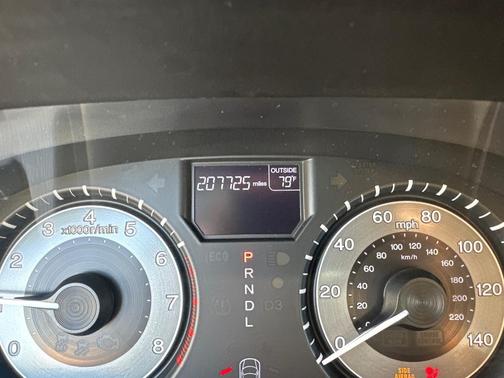 OUTSIDE
207725 miles 79°
ECO
P
R
N
D3
D
L
x1000r/min
0 1 2 3 4 5 6 7 8
mph
0 20 40 60 80 100 120 140
km/h
0 20 40 60 80 100 120 140 160 180 200 220
SIDE
AIRBAG